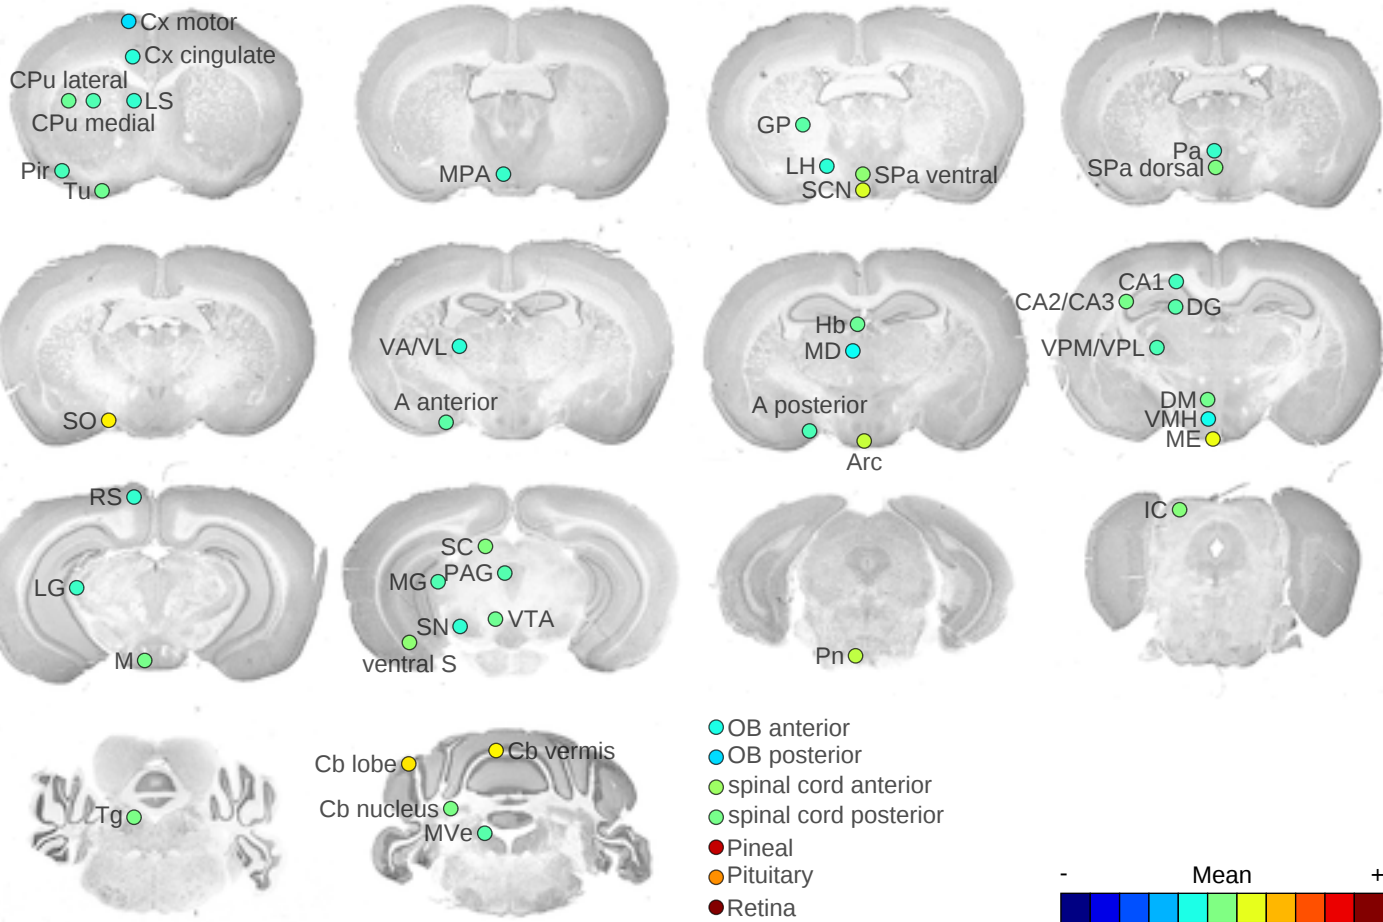 Cx motor
Cx cingulate
CPu lateral
LS
CPu medial
Pir
Tu
MPA
GP
LH
SPa ventral
SCN
Pa
SPa dorsal
SO
VA/VL
A anterior
Hb
MD
A posterior
Arc
CA1
CA2/CA3
DG
VPM/VPL
DM
VMH
ME
RS
LG
M
SC
MG
PAG
SN
VTA
ventral S
Pn
IC
Tg
Cb lobe
Cb vermis
Cb nucleus
MVe
OB anterior
OB posterior
spinal cord anterior
spinal cord posterior
Pineal
Pituitary
Retina
- Mean +